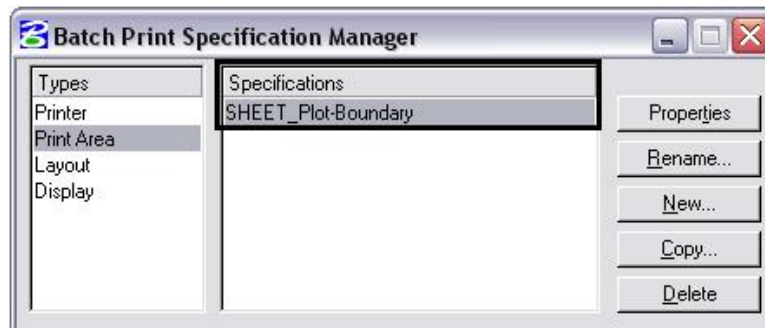 Batch Print Specification Manager
Types
Printer
Print Area
Layout
Display
Specifications
SHEET_Plot-Boundary
Properties
Rename...
New...
Copy...
Delete